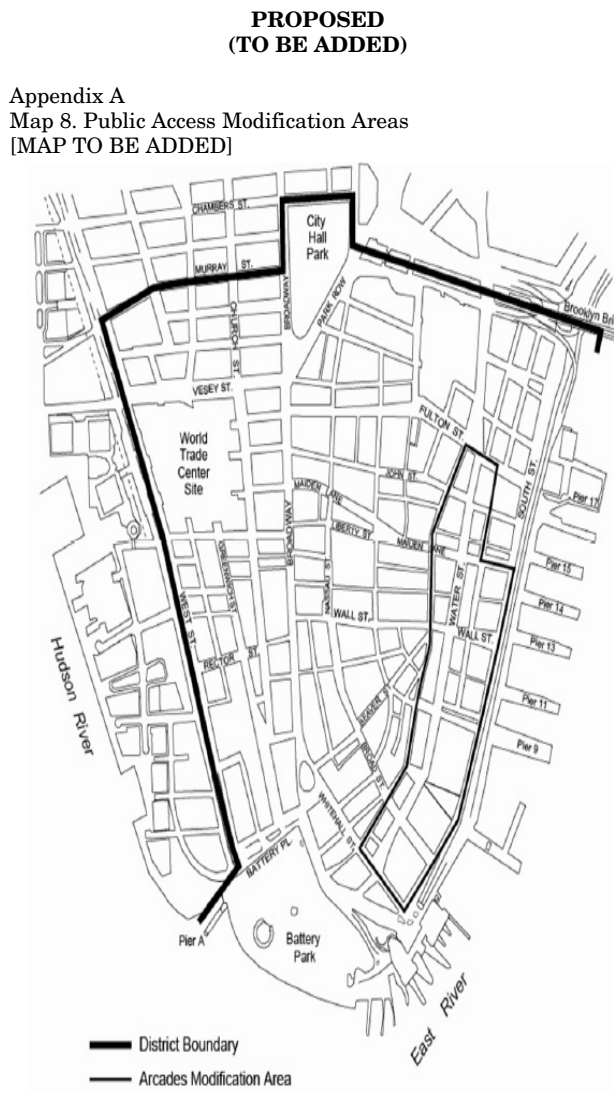 PROPOSED
(TO BE ADDED)
Appendix A
Map 8. Public Access Modification Areas
[MAP TO BE ADDED]
CHAMBERS ST.
City
Hall
Park
MURRAY ST.
BROADWAY
PARK ROW
CHURCH ST.
Brooklyn Bri
VESEY ST.
FULTON ST.
World
Trade
Center
Site
JOHN ST.
SOUTH ST.
Pier 17
MAIDEN LANE
BROADWAY
LIBERTY ST
MAIDEN LANE
GREENWICH ST.
NASSAU ST
Pier 15
WATER ST.
Pier 14
WEST ST.
WALL ST.
WALL ST.
Pier 13
RECTOR ST.
Hudson River
BEAVER ST
Pier 11
BROAD ST.
Pier 9
WHITEHALL ST.
BATTERY PL.
Pier A
Battery
Park
East River
District Boundary
Arcades Modification Area